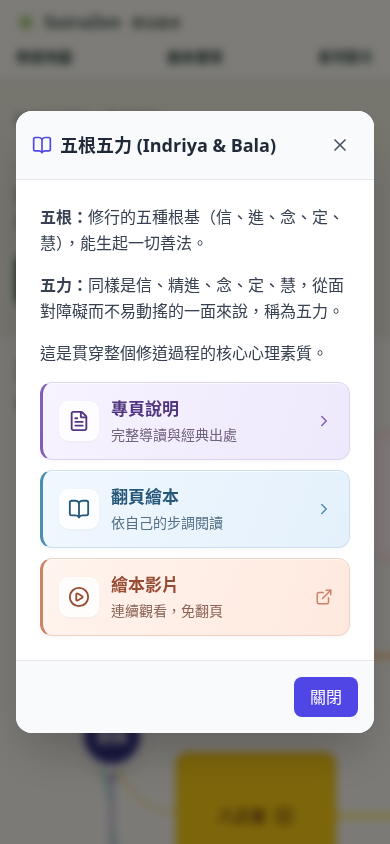 五根五力 (Indriya & Bala)
五根：修行的五種根基（信、進、念、定、
慧），能生起一切善法。
五力：同樣是信、精進、念、定、慧，從面
對障礙而不易動搖的一面來說，稱為五力。
這是貫穿整個修道過程的核心心理素質。
專頁說明
完整導讀與經典出處
翻頁繪本
依自己的步調閱讀
繪本影片
連續觀看，免翻頁
關閉